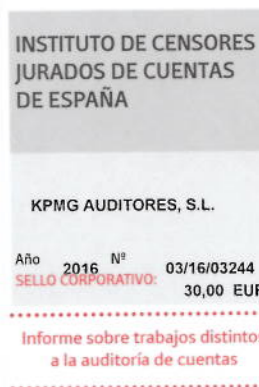 INSTITUTO DE CENSORES
JURADOS DE CUENTAS
DE ESPAÑA
KPMG AUDITORES, S.L.
Año 2016 Nº 03/16/03244
SELLO CORPORATIVO: 30,00 EUR
Informe sobre trabajos distintos
a la auditoría de cuentas